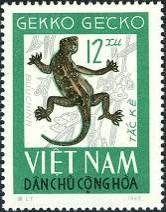 GEKKO GECKO
12 xu
TẮC KÈ
VIỆT NAM
DÂN CHỦ CỘNG HÒA